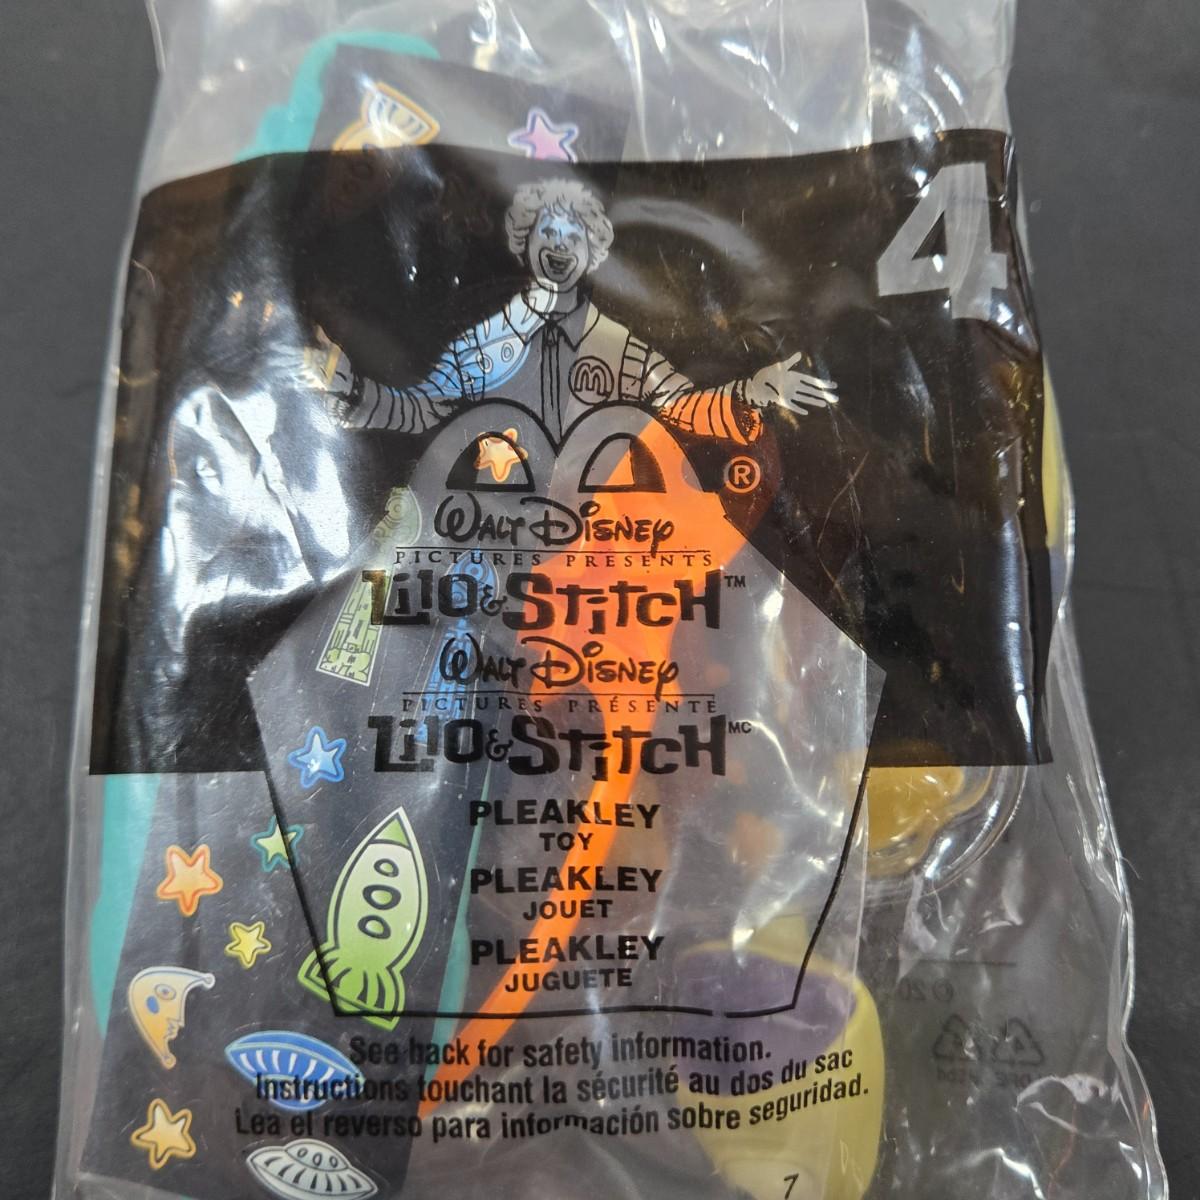 4
®
WALT DISNEY
PICTURES PRESENTS
Lilo & Stitch™
WALT DISNEY
PICTURES PRÉSENTE
Lilo & Stitch MC
PLEAKLEY
TOY
PLEAKLEY
JOUET
PLEAKLEY
JUGUETE
See back for safety information.
Instructions touchant la sécurité au dos du sac
Lea el reverso para información sobre seguridad.
7